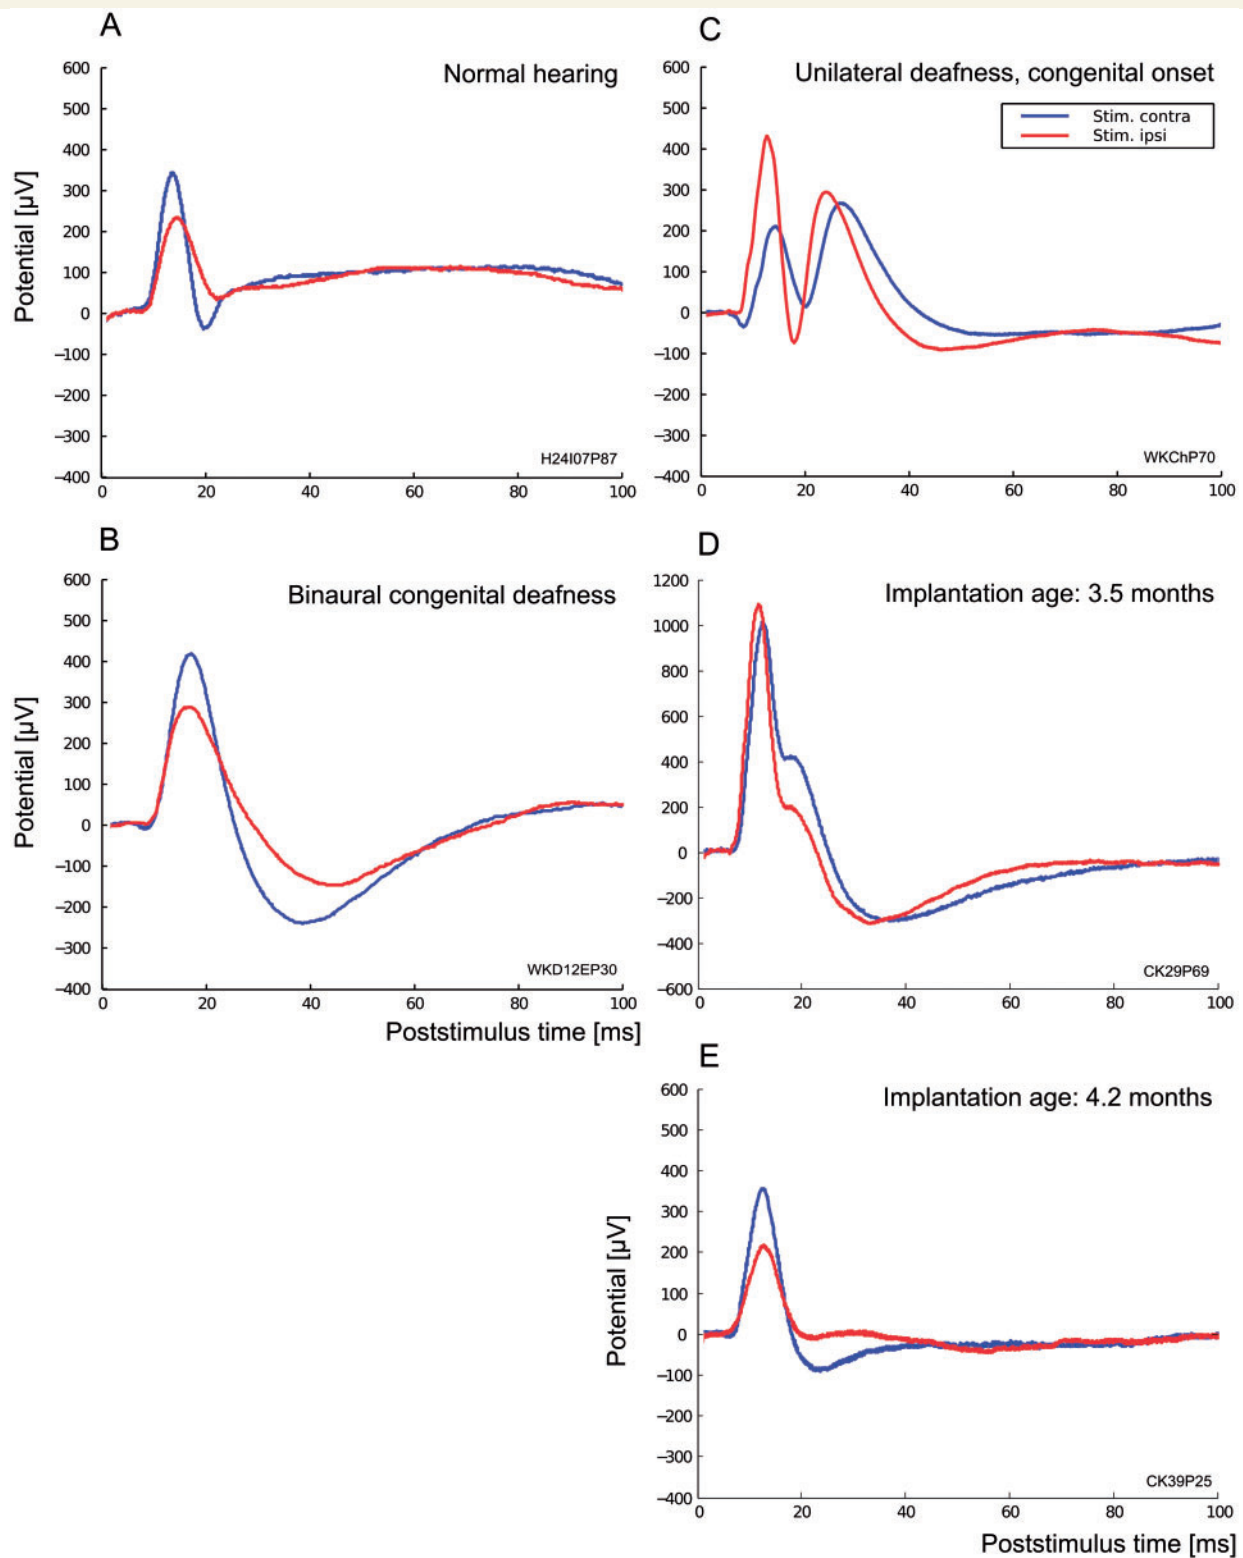 A
Normal hearing
Potential [µV]
600
500
400
300
200
100
0
−100
−200
−300
−400
H24I07P87
0 20 40 60 80 100
C
Unilateral deafness, congenital onset
Stim. contra
Stim. ipsi
600
500
400
300
200
100
0
−100
−200
−300
−400
WKChP70
0 20 40 60 80 100
B
Binaural congenital deafness
Potential [µV]
600
500
400
300
200
100
0
−100
−200
−300
−400
WKD12EP30
0 20 40 60 80 100
Poststimulus time [ms]
D
Implantation age: 3.5 months
1200
1000
800
600
400
200
0
−200
−400
−600
CK29P69
0 20 40 60 80 100
E
Implantation age: 4.2 months
Potential [µV]
600
500
400
300
200
100
0
−100
−200
−300
−400
CK39P25
0 20 40 60 80 100
Poststimulus time [ms]